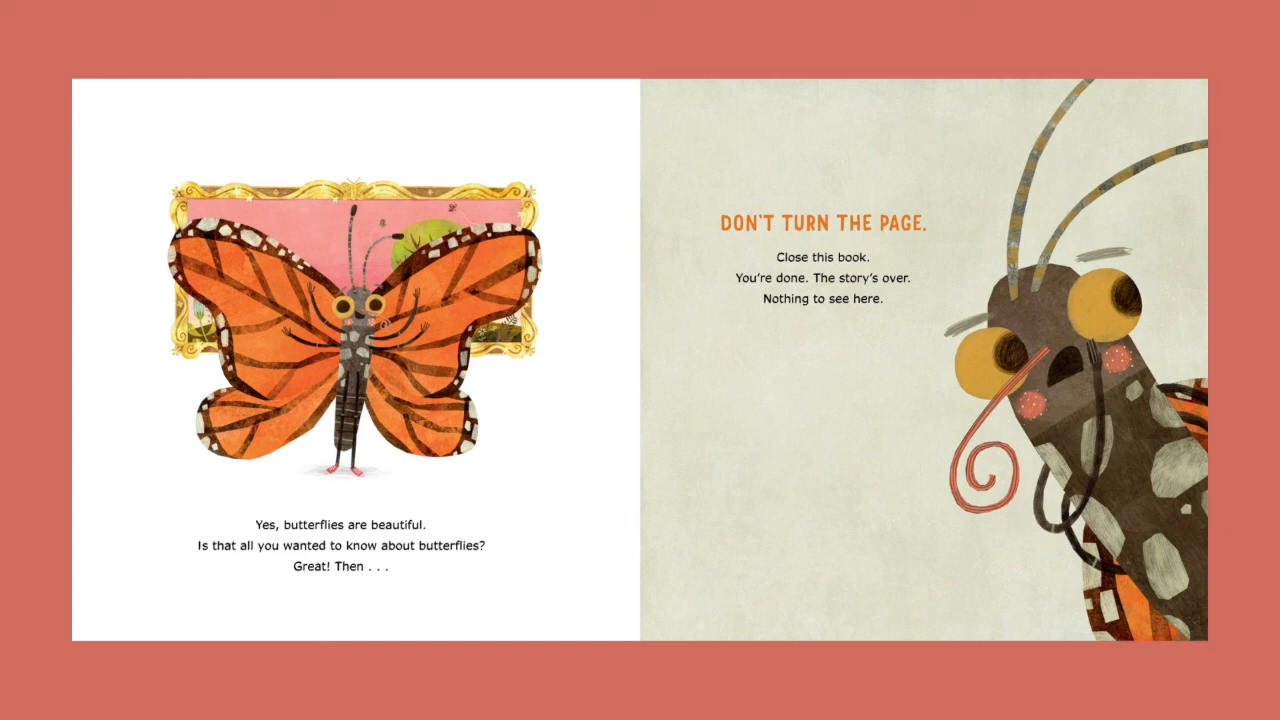 Yes, butterflies are beautiful.
Is that all you wanted to know about butterflies?
Great! Then . . .
DON'T TURN THE PAGE.
Close this book.
You're done. The story's over.
Nothing to see here.